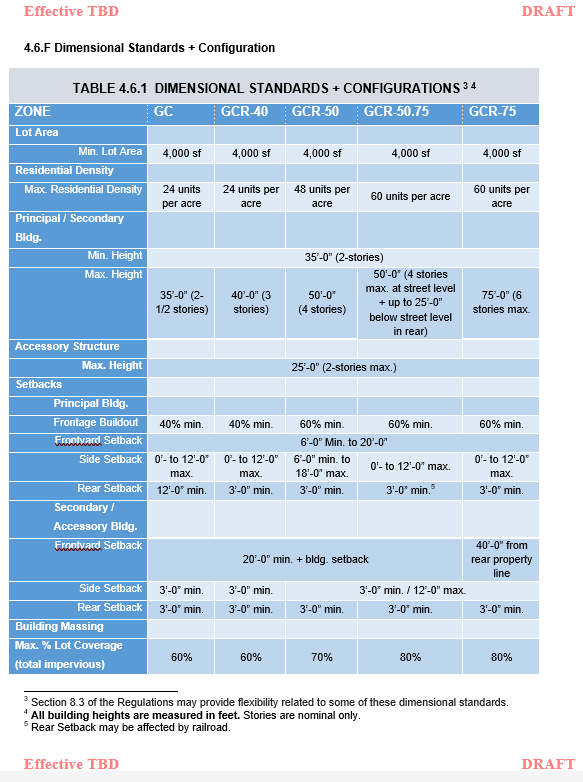 Effective TBD DRAFT
4.6.F Dimensional Standards + Configuration
TABLE 4.6.1 DIMENSIONAL STANDARDS + CONFIGURATIONS 3 4
ZONE GC GCR-40 GCR-50 GCR-50.75 GCR-75
Lot Area
Min. Lot Area 4,000 sf 4,000 sf 4,000 sf 4,000 sf 4,000 sf
Residential Density
Max. Residential Density 24 units per acre 24 units per acre 48 units per acre 60 units per acre 60 units per acre
Principal / Secondary
Bldg.
Min. Height 35'-0" (2-stories)
Max. Height 35'-0" (2-1/2 stories) 40'-0" (3 stories) 50'-0" (4 stories) 50'-0" (4 stories max. at street level + up to 25'-0" below street level in rear) 75'-0" (6 stories max.
Accessory Structure
Max. Height 25'-0" (2-stories max.)
Setbacks
Principal Bldg.
Frontage Buildout 40% min. 40% min. 60% min. 60% min. 60% min.
Frontyard Setback 6'-0" Min. to 20'-0"
Side Setback 0'- to 12'-0" max. 0'- to 12'-0" max. 6'-0" min. to 18'-0" max. 0'- to 12'-0" max. 0'- to 12'-0" max.
Rear Setback 12'-0" min. 3'-0" min. 3'-0" min. 3'-0" min.5 3'-0" min.
Secondary /
Accessory Bldg.
Frontyard Setback 20'-0" min. + bldg. setback 40'-0" from rear property line
Side Setback 3'-0" min. 3'-0" min. 3'-0" min. / 12'-0" max.
Rear Setback 3'-0" min. 3'-0" min. 3'-0" min. 3'-0" min. 3'-0" min.
Building Massing
Max. % Lot Coverage
(total impervious) 60% 60% 70% 80% 80%
3 Section 8.3 of the Regulations may provide flexibility related to some of these dimensional standards.
4 All building heights are measured in feet. Stories are nominal only.
5 Rear Setback may be affected by railroad.
Effective TBD DRAFT